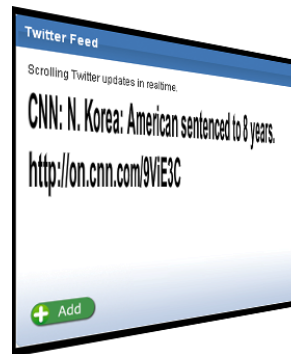 Twitter Feed
Scrolling Twitter updates in realtime.
CNN: N. Korea: American sentenced to 8 years.
http://on.cnn.com/9ViE3C
Add